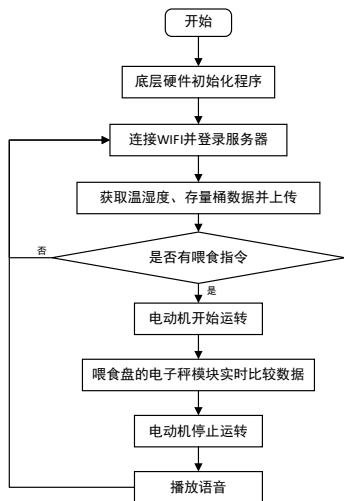 开始
底层硬件初始化程序
连接WIFI并登录服务器
获取温湿度、存量桶数据并上传
否
是否有喂食指令
是
电动机开始运转
喂食盘的电子秤模块实时比较数据
电动机停止运转
播放语音